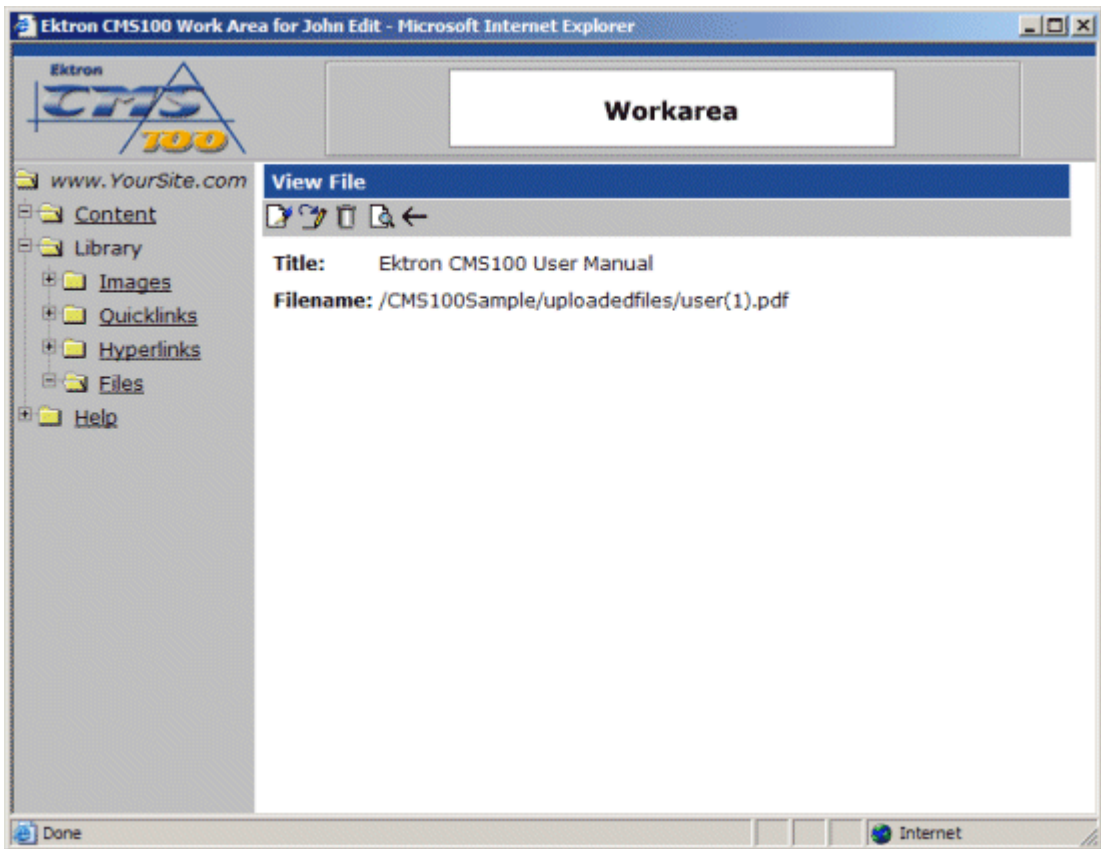 Ektron CMS100 Work Area for John Edit - Microsoft Internet Explorer
Ektron
CMS
100
Workarea
www.YourSite.com
Content
Library
Images
Quicklinks
Hyperlinks
Files
Help
View File
Title: Ektron CMS100 User Manual
Filename: /CMS100Sample/uploadedfiles/user(1).pdf
Done
Internet